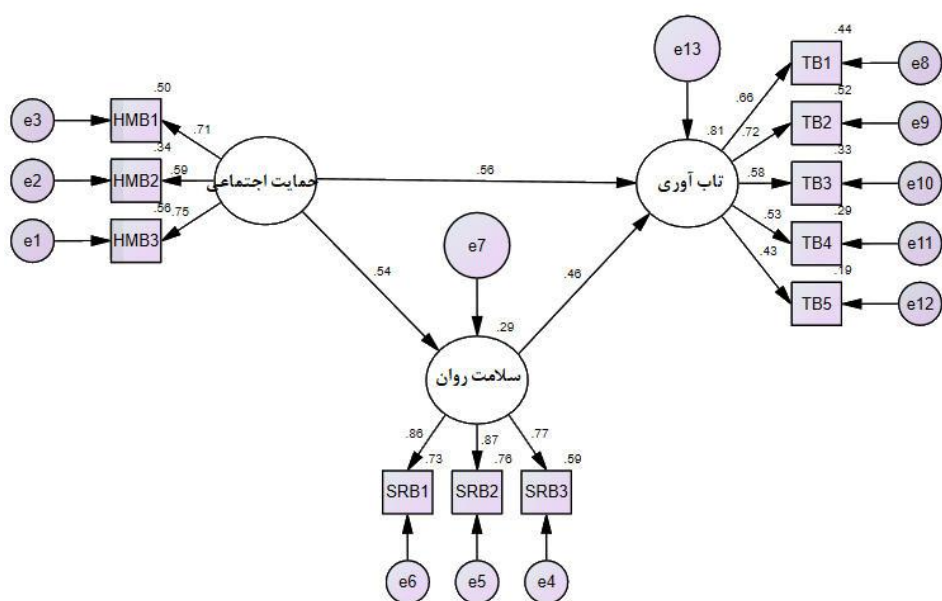 .44
e13
TB1
e8
.50
.66
.52
e3
HMB1
.71
.81
.72
TB2
e9
.34
.33
e2
HMB2
.59
حمایت اجتماعی
.56
تاب آوری
.58
TB3
e10
.56
.75
.53
.29
e1
HMB3
e7
.43
TB4
e11
.54
.46
.19
TB5
e12
.29
سلامت روان
.86
.87
.77
.73
.76
.59
SRB1
SRB2
SRB3
e6
e5
e4